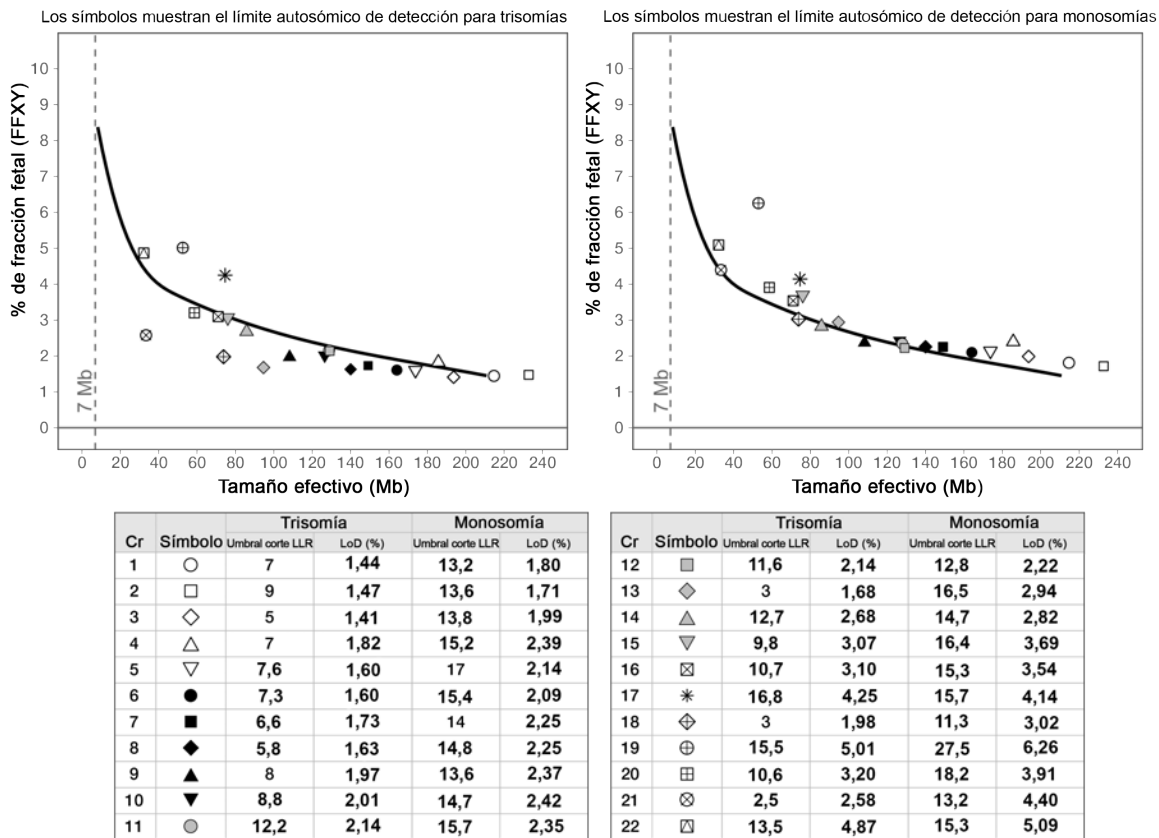 Los símbolos muestran el límite autosómico de detección para trisomías
Los símbolos muestran el límite autosómico de detección para monosomías
% de fracción fetal (FFXY)
10
9
8
7
6
5
4
3
2
1
0
7 Mb
0 20 40 60 80 100 120 140 160 180 200 220 240
Tamaño efectivo (Mb)
% de fracción fetal (FFXY)
10
9
8
7
6
5
4
3
2
1
0
7 Mb
0 20 40 60 80 100 120 140 160 180 200 220 240
Tamaño efectivo (Mb)
Trisomía Monosomía
Cr Símbolo Umbral corte LLR LoD (%) Umbral corte LLR LoD (%)
1 7 1,44 13,2 1,80
2 9 1,47 13,6 1,71
3 5 1,41 13,8 1,99
4 7 1,82 15,2 2,39
5 7,6 1,60 17 2,14
6 7,3 1,60 15,4 2,09
7 6,6 1,73 14 2,25
8 5,8 1,63 14,8 2,25
9 8 1,97 13,6 2,37
10 8,8 2,01 14,7 2,42
11 12,2 2,14 15,7 2,35
Trisomía Monosomía
Cr Símbolo Umbral corte LLR LoD (%) Umbral corte LLR LoD (%)
12 11,6 2,14 12,8 2,22
13 3 1,68 16,5 2,94
14 12,7 2,68 14,7 2,82
15 9,8 3,07 16,4 3,69
16 10,7 3,10 15,3 3,54
17 16,8 4,25 15,7 4,14
18 3 1,98 11,3 3,02
19 15,5 5,01 27,5 6,26
20 10,6 3,20 18,2 3,91
21 2,5 2,58 13,2 4,40
22 13,5 4,87 15,3 5,09